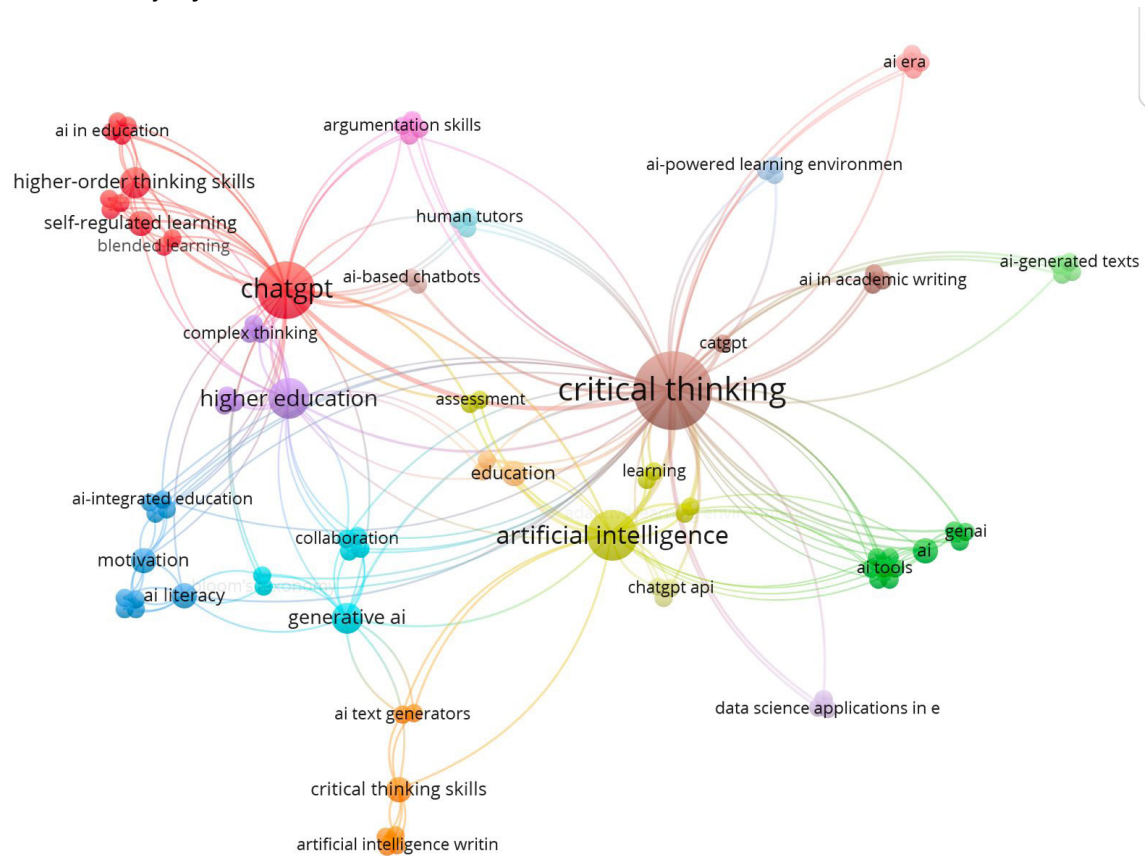 ai era
ai in education
argumentation skills
ai-powered learning environmen
higher-order thinking skills
human tutors
self-regulated learning
blended learning
ai-generated texts
ai-based chatbots
ai in academic writing
chatgpt
complex thinking
catgpt
critical thinking
higher education
assessment
education
learning
ai-integrated education
artificial intelligence
genai
collaboration
ai
motivation
ai tools
bloom's taxonomy
chatgpt api
ai literacy
generative ai
data science applications in e
ai text generators
critical thinking skills
artificial intelligence writin